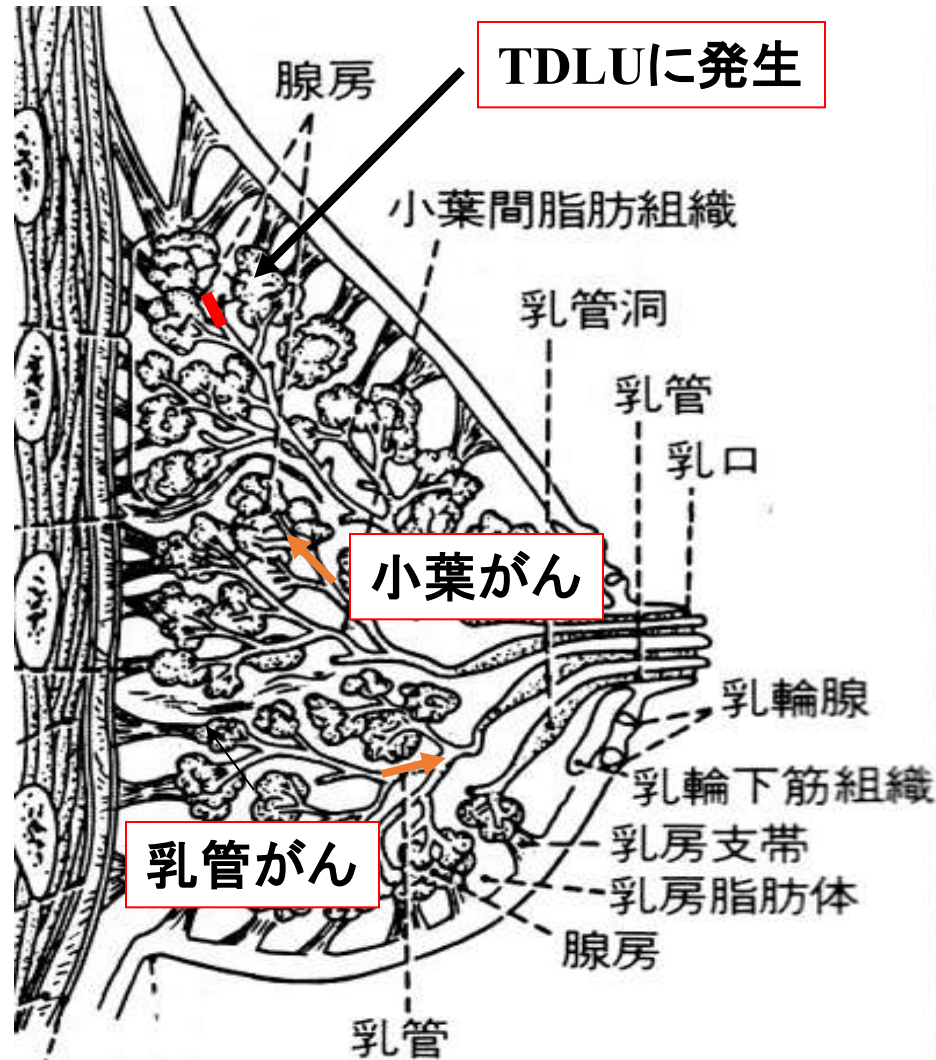 TDLUに発生
腺房
小葉間脂肪組織
乳管洞
乳管
乳口
小葉がん
乳輪腺
乳輪下筋組織
乳管がん
乳房支帯
乳房脂肪体
腺房
乳管